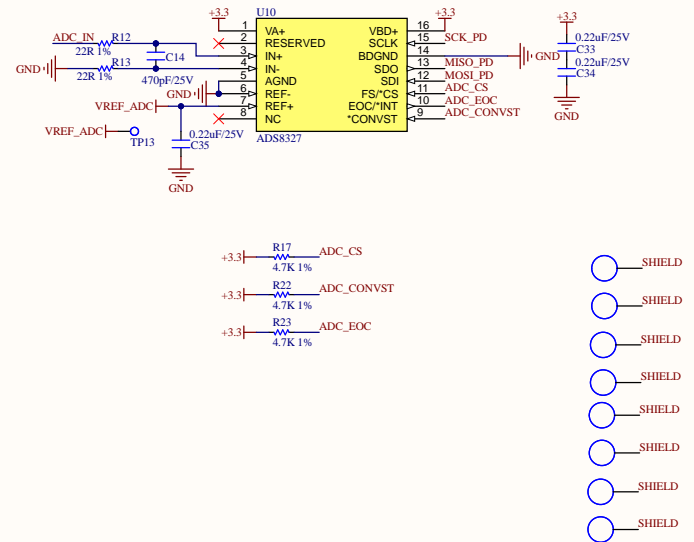 +3.3
U10
+3.3
+3.3
1 VA+ VBD+ 16
ADC_IN R12 2 RESERVED SCLK 15 SCK_PD
22R 1% C14 3 IN+ BDGND 14 GND
0.22uF/25V
C33
GND R13 4 IN- SDO 13 MISO_PD
0.22uF/25V
C34
22R 1% 470pF/25V 5 AGND SDI 12 MOSI_PD
GND 6 REF- FS/*CS 11 ADC_CS
VREF_ADC 7 REF+ EOC/*INT 10 ADC_EOC
8 NC *CONVST 9 ADC_CONVST
GND
VREF_ADC TP13
0.22uF/25V
C35
ADS8327
GND
R17
+3.3 ADC_CS
4.7K 1%
R22
+3.3 ADC_CONVST
4.7K 1%
R23
+3.3 ADC_EOC
4.7K 1%
SHIELD
SHIELD
SHIELD
SHIELD
SHIELD
SHIELD
SHIELD
SHIELD